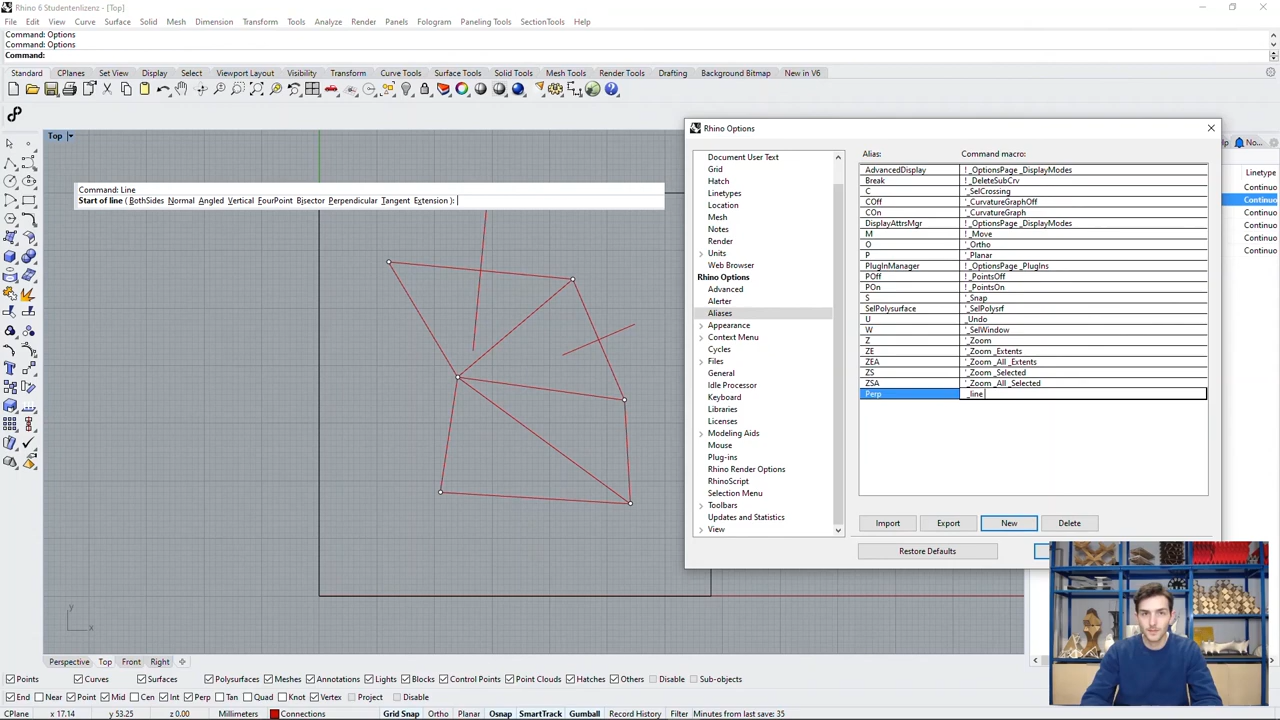 Rhino 6 Studentenlizenz - [Top]
File Edit View Curve Surface Solid Mesh Dimension Transform Tools Analyze Render Panels Fologram Paneling Tools SectionTools Help
Command: Options
Command: Options
Command:
Standard CPlanes Set View Display Select Viewport Layout Visibility Transform Curve Tools Surface Tools Solid Tools Mesh Tools Render Tools Drafting Background Bitmap New in V6
Top
Command: Line
Start of line ( BothSides Normal Angled Vertical FourPoint Bisector Perpendicular Tangent Extension ):
Rhino Options
Document User Text
Grid
Hatch
Linetypes
Location
Mesh
Notes
Render
Units
Web Browser
Rhino Options
Advanced
Alerter
Aliases
Appearance
Context Menu
Cycles
Files
General
Idle Processor
Keyboard
Libraries
Licenses
Modeling Aids
Mouse
Plug-ins
Rhino Render Options
RhinoScript
Selection Menu
Toolbars
Updates and Statistics
View
Alias: Command macro:
AdvancedDisplay ! _OptionsPage _DisplayModes
Break ! _DeleteSubCrv
C '_SelCrossing
COff '_CurvatureGraphOff
COn '_CurvatureGraph
DisplayAttrsMgr ! _OptionsPage _DisplayModes
M ! _Move
O '_Ortho
P '_Planar
PlugInManager ! _OptionsPage _PlugIns
POff ! _PointsOff
POn ! _PointsOn
S '_Snap
SelPolysurface '_SelPolysrf
U _Undo
W '_SelWindow
Z '_Zoom
ZE '_Zoom _Extents
ZEA '_Zoom _All _Extents
ZS '_Zoom _Selected
ZSA '_Zoom _All _Selected
Perp _line
Import Export New Delete
Restore Defaults
No...
Linetype
Continuo
Continuo
Continuo
Continuo
Continuo
y
x
Perspective Top Front Right
Points Curves Surfaces Polysurfaces Meshes Annotations Lights Blocks Control Points Point Clouds Hatches Others Disable Sub-objects
End Near Point Mid Cen Int Perp Tan Quad Knot Vertex Project Disable
CPlane x 17.14 y 53.25 z 0.00 Millimeters Connections Grid Snap Ortho Planar Osnap SmartTrack Gumball Record History Filter Minutes from last save: 35